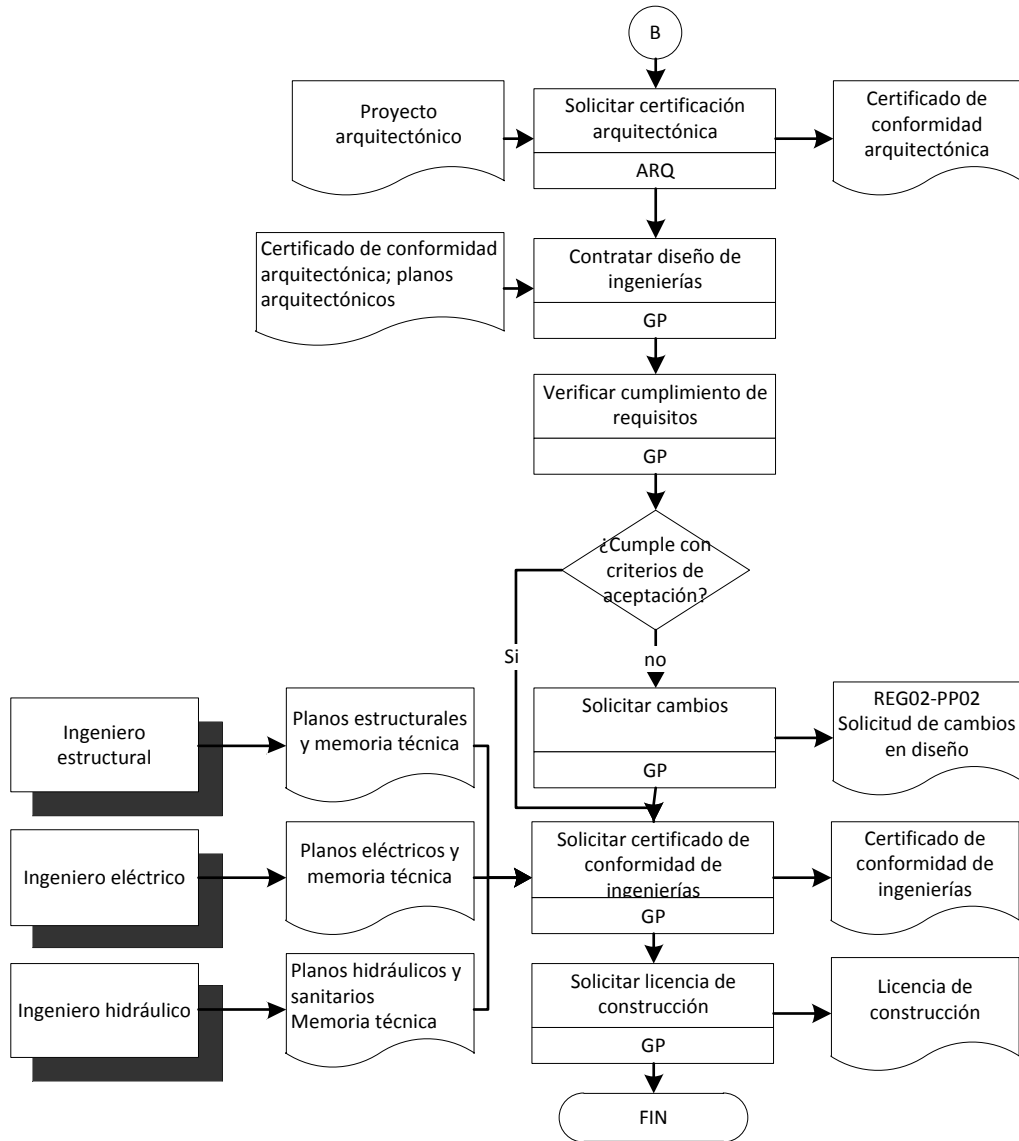 B
Proyecto
arquitectónico
Solicitar certificación
arquitectónica
ARQ
Certificado de
conformidad
arquitectónica
Certificado de conformidad
arquitectónica; planos
arquitectónicos
Contratar diseño de
ingenierías
GP
Verificar cumplimiento de
requisitos
GP
¿Cumple con
criterios de
aceptación?
Si
no
Solicitar cambios
GP
REG02-PP02
Solicitud de cambios
en diseño
Ingeniero
estructural
Planos estructurales
y memoria técnica
Ingeniero eléctrico
Planos eléctricos y
memoria técnica
Solicitar certificado de
conformidad de
ingenierías
GP
Certificado de
conformidad de
ingenierías
Ingeniero hidráulico
Planos hidráulicos y
sanitarios
Memoria técnica
Solicitar licencia de
construcción
GP
Licencia de
construcción
FIN